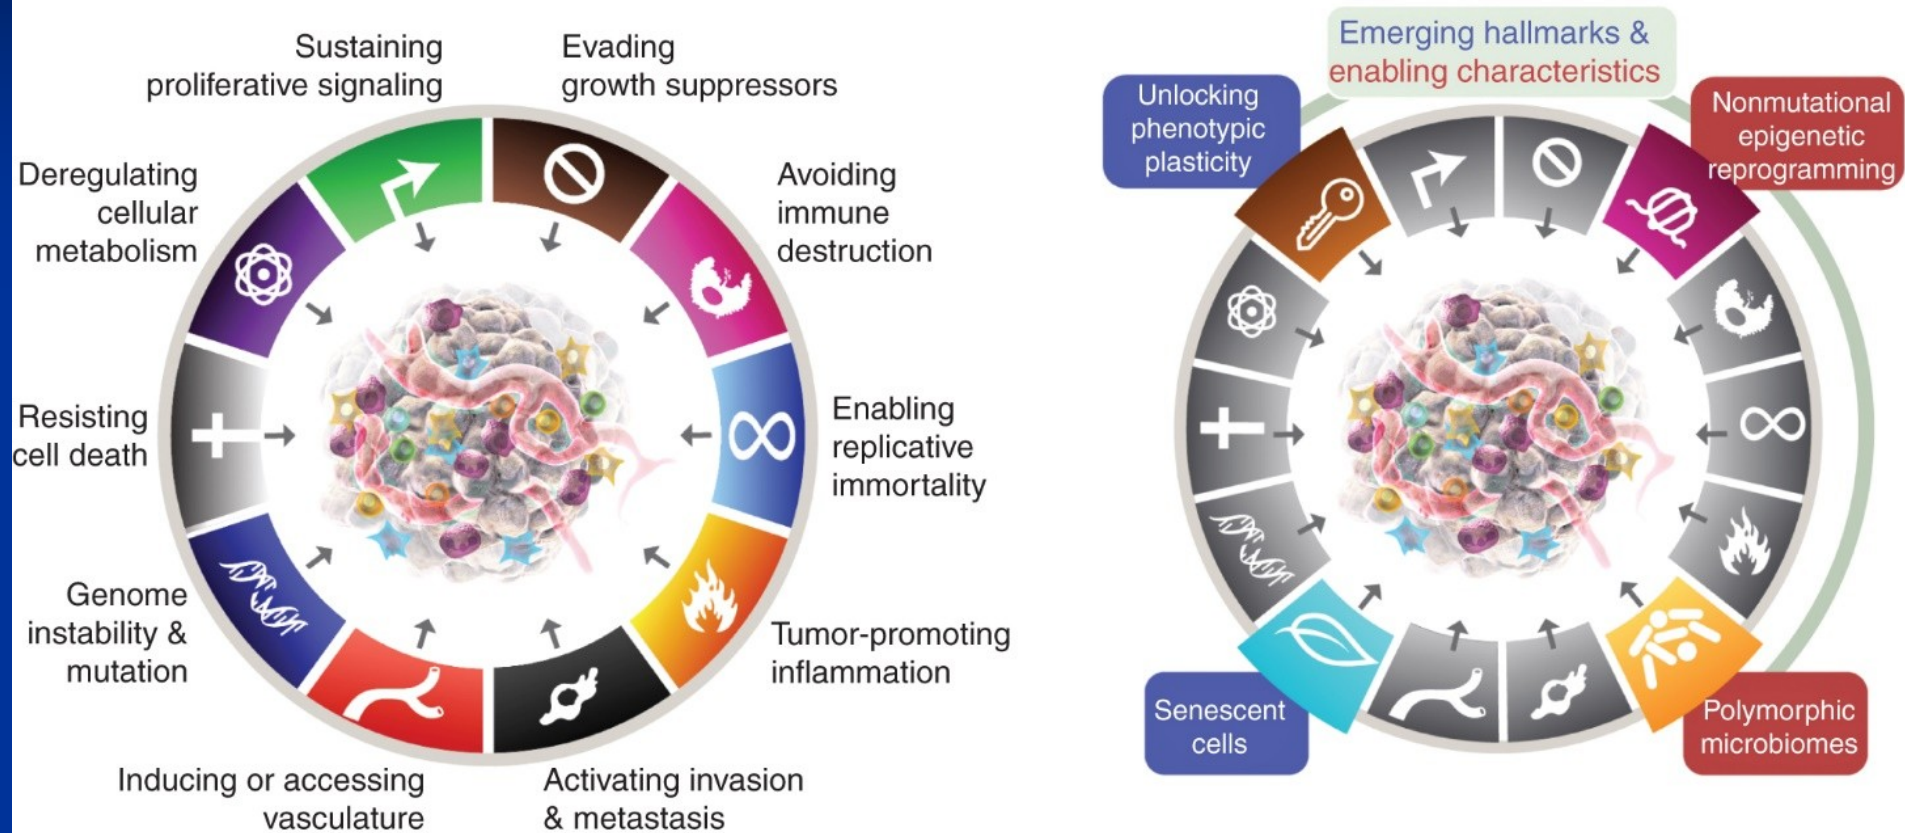 Sustaining
proliferative signaling
Evading
growth suppressors
Deregulating
cellular
metabolism
Avoiding
immune
destruction
Resisting
cell death
Enabling
replicative
immortality
Genome
instability &
mutation
Tumor-promoting
inflammation
Inducing or accessing
vasculature
Activating invasion
& metastasis
Emerging hallmarks &
enabling characteristics
Unlocking
phenotypic
plasticity
Nonmutational
epigenetic
reprogramming
Senescent
cells
Polymorphic
microbiomes